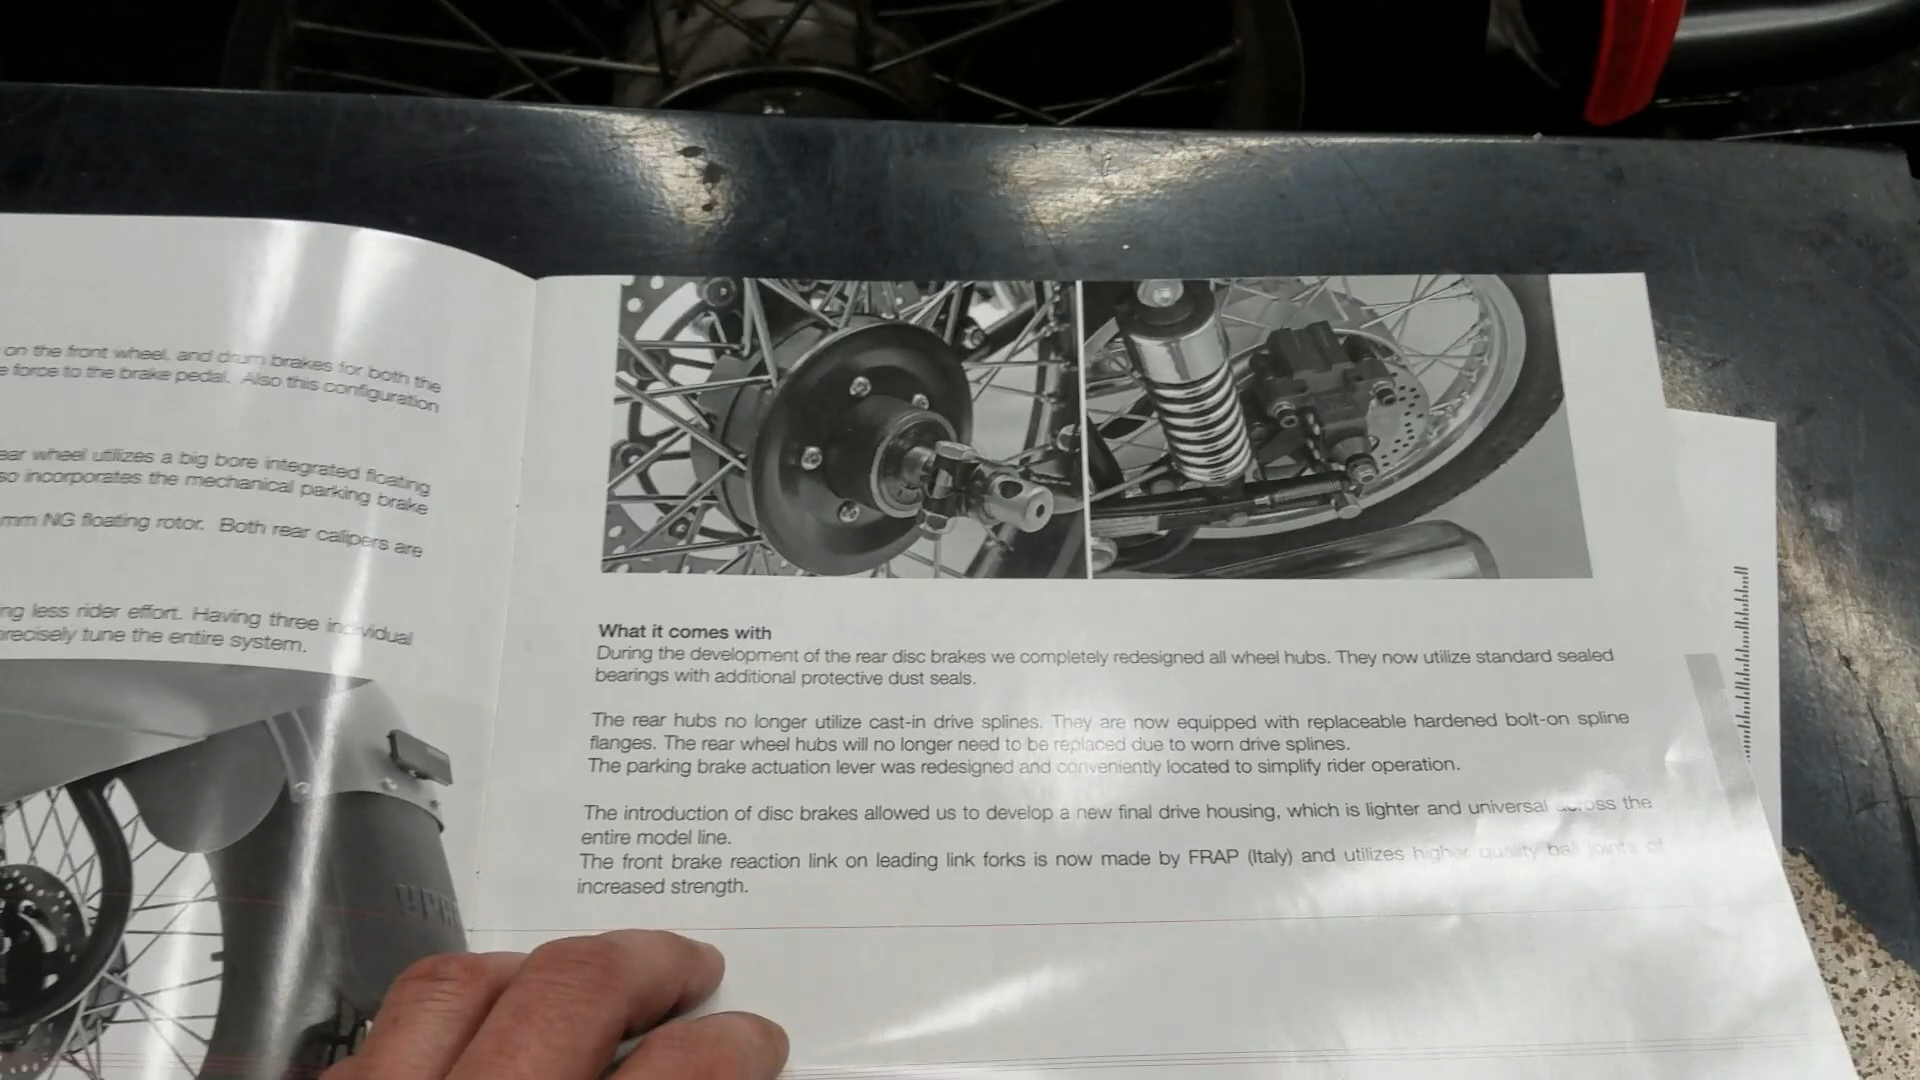 on the front wheel, and drum brakes for both the
force to the brake pedal. Also this configuration
wheel utilizes a big bore integrated floating
incorporates the mechanical parking brake
mm NG floating rotor. Both rear calipers are
less rider effort. Having three individual
tune the entire system.
What it comes with
During the development of the rear disc brakes we completely redesigned all wheel hubs. They now utilize standard sealed
bearings with additional protective dust seals.
The rear hubs no longer utilize cast-in drive splines. They are now equipped with replaceable hardened bolt-on spline
flanges. The rear wheel hubs will no longer need to be replaced due to worn drive splines.
The parking brake actuation lever was redesigned and conveniently located to simplify rider operation.
The introduction of disc brakes allowed us to develop a new final drive housing, which is lighter and universal across the
entire model line.
The front brake reaction link on leading link forks is now made by FRAP (Italy) and utilizes higher quality ball joints of
increased strength.